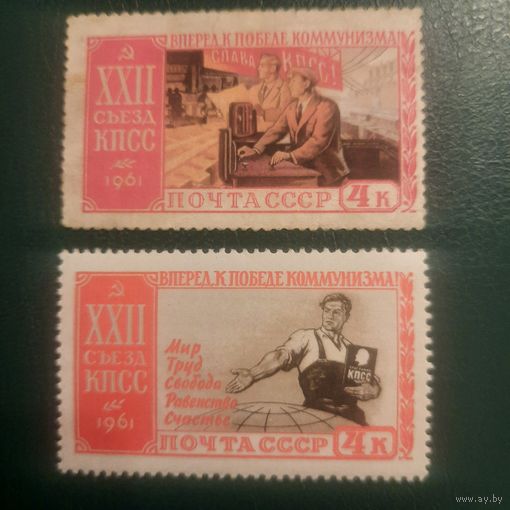 ВПЕРЕД, К ПОБЕДЕ КОММУНИЗМА!
XXII
СЪЕЗД
КПСС
1961
СЛАВА КПСС!
ПОЧТА СССР 4 К
ВПЕРЕД, К ПОБЕДЕ КОММУНИЗМА!
XXII
СЪЕЗД
КПСС
1961
Мир
Труд
Свобода
Равенство
Счастье
КПСС
ПОЧТА СССР 4 К
www.ay.by